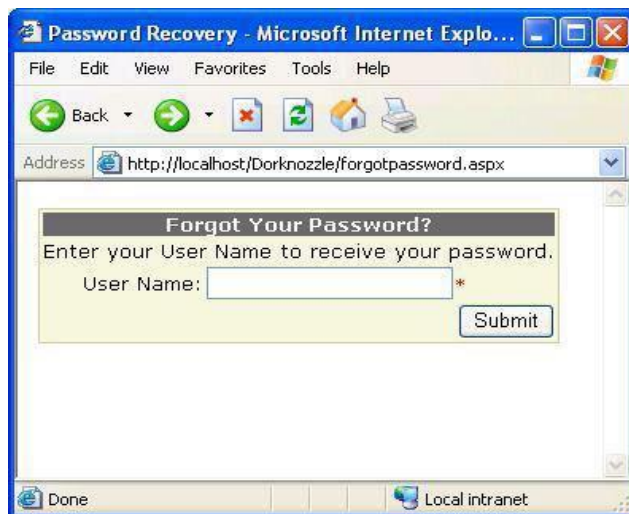 Password Recovery - Microsoft Internet Explo...
File Edit View Favorites Tools Help
Back
Address http://localhost/Dorknozzle/forgotpassword.aspx
Forgot Your Password?
Enter your User Name to receive your password.
User Name: *
Submit
Done Local intranet